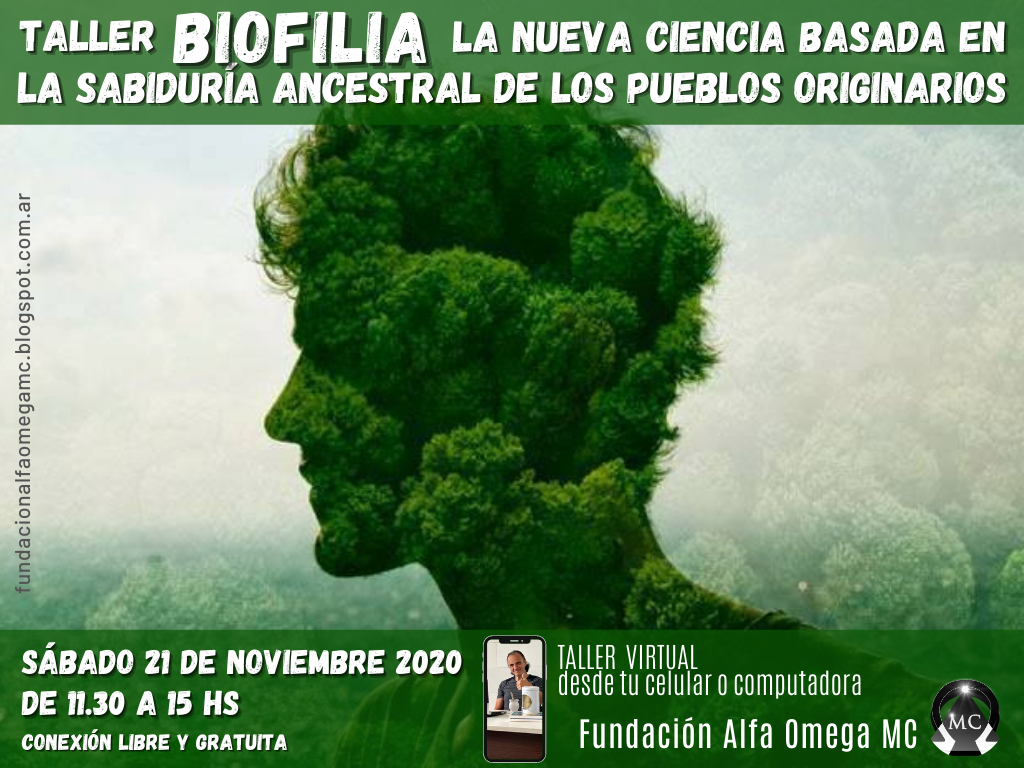 TALLER BIOFILIA LA NUEVA CIENCIA BASADA EN
LA SABIDURÍA ANCESTRAL DE LOS PUEBLOS ORIGINARIOS
fundacionalfaomegamc.blogspot.com.ar
SÁBADO 21 DE NOVIEMBRE 2020
DE 11.30 A 15 HS
CONEXIÓN LIBRE Y GRATUITA
TALLER VIRTUAL
desde tu celular o computadora
Fundación Alfa Omega MC
MC